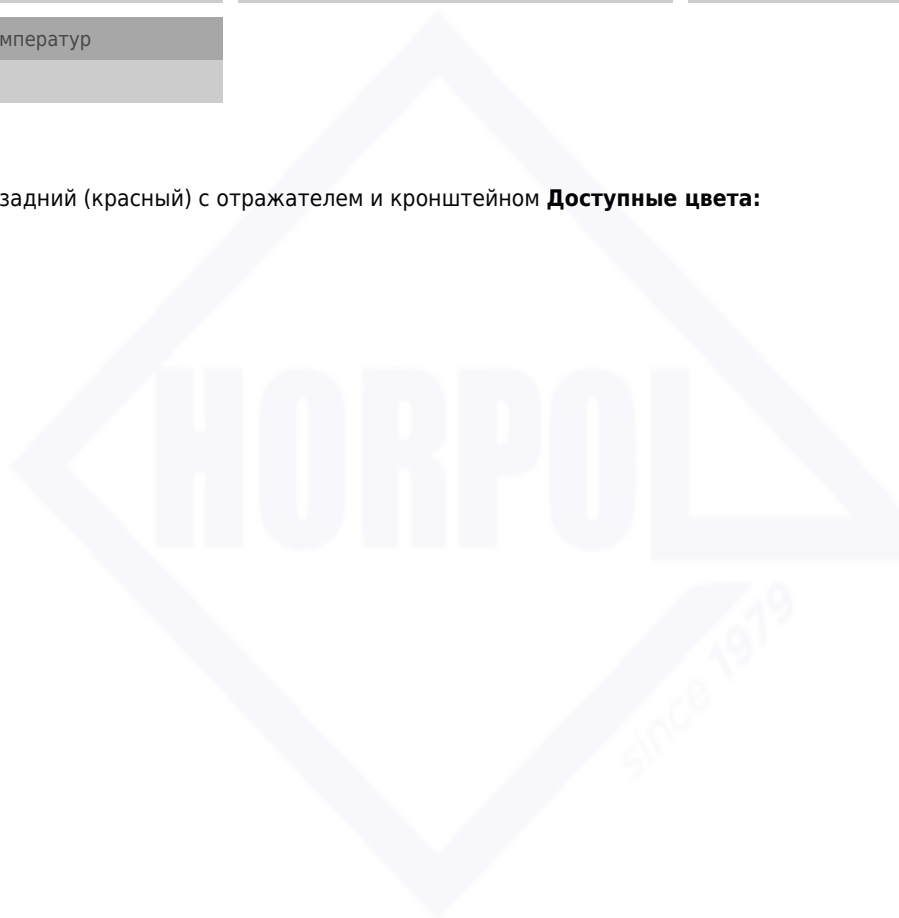 мператур
задний (красный) с отражателем и кронштейном Доступные цвета:
HORPOL
since 1979